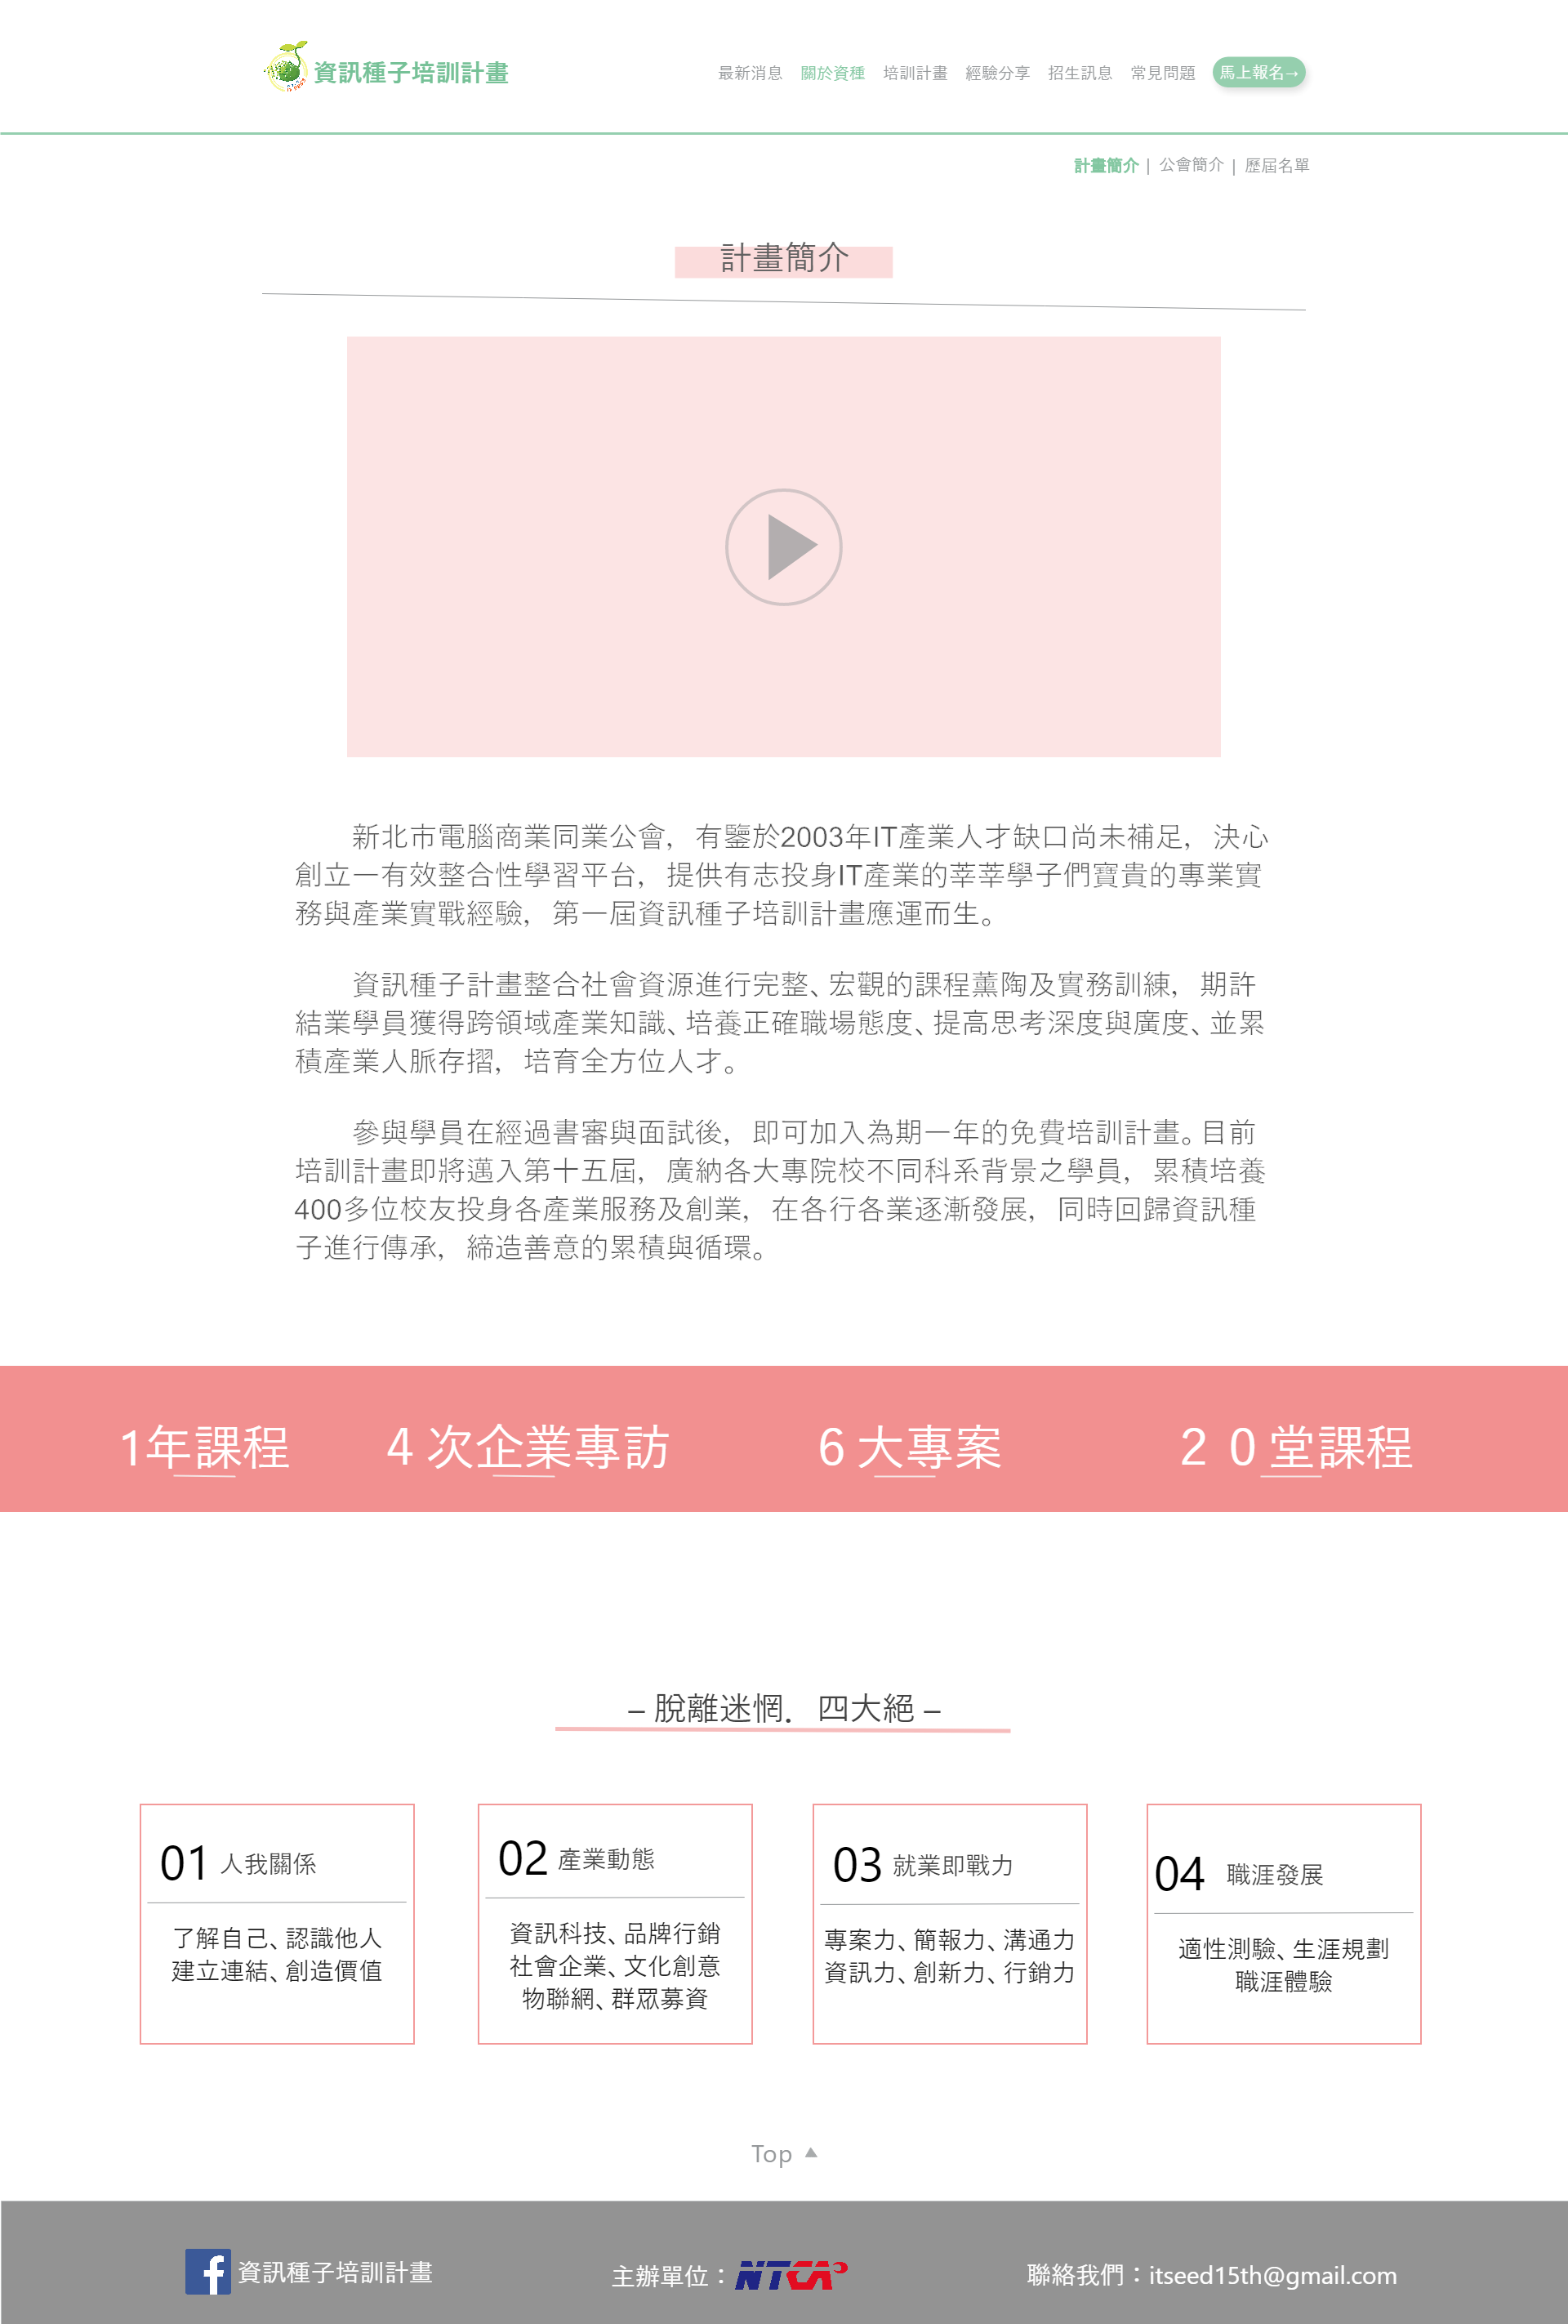 資訊種子培訓計畫
最新消息 關於資種 培訓計畫 經驗分享 招生訊息 常見問題 馬上報名→
計畫簡介 | 公會簡介 | 歷屆名單
計畫簡介
新北市電腦商業同業公會，有鑒於2003年IT產業人才缺口尚未補足，決心
創立一有效整合性學習平台，提供有志投身IT產業的莘莘學子們寶貴的專業實
務與產業實戰經驗，第一屆資訊種子培訓計畫應運而生。
資訊種子計畫整合社會資源進行完整、宏觀的課程薰陶及實務訓練，期許
結業學員獲得跨領域產業知識、培養正確職場態度、提高思考深度與廣度、並累
積產業人脈存摺，培育全方位人才。
參與學員在經過書審與面試後，即可加入為期一年的免費培訓計畫。目前
培訓計畫即將邁入第十五屆，廣納各大專院校不同科系背景之學員，累積培養
400多位校友投身各產業服務及創業，在各行各業逐漸發展，同時回歸資訊種
子進行傳承，締造善意的累積與循環。
1年課程 4 次企業專訪 6 大專案 2 0 堂課程
– 脫離迷惘．四大絕 –
01 人我關係
了解自己、認識他人
建立連結、創造價值
02 產業動態
資訊科技、品牌行銷
社會企業、文化創意
物聯網、群眾募資
03 就業即戰力
專案力、簡報力、溝通力
資訊力、創新力、行銷力
04 職涯發展
適性測驗、生涯規劃
職涯體驗
Top ▲
資訊種子培訓計畫 主辦單位：NTCA 聯絡我們：itseed15th@gmail.com